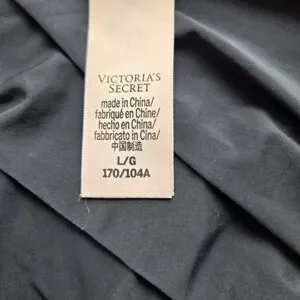 VICTORIA'S
SECRET
made in China/
fabriqué en Chine/
hecho en China/
fabbricato in Cina/
中国制造
L/G
170/104A